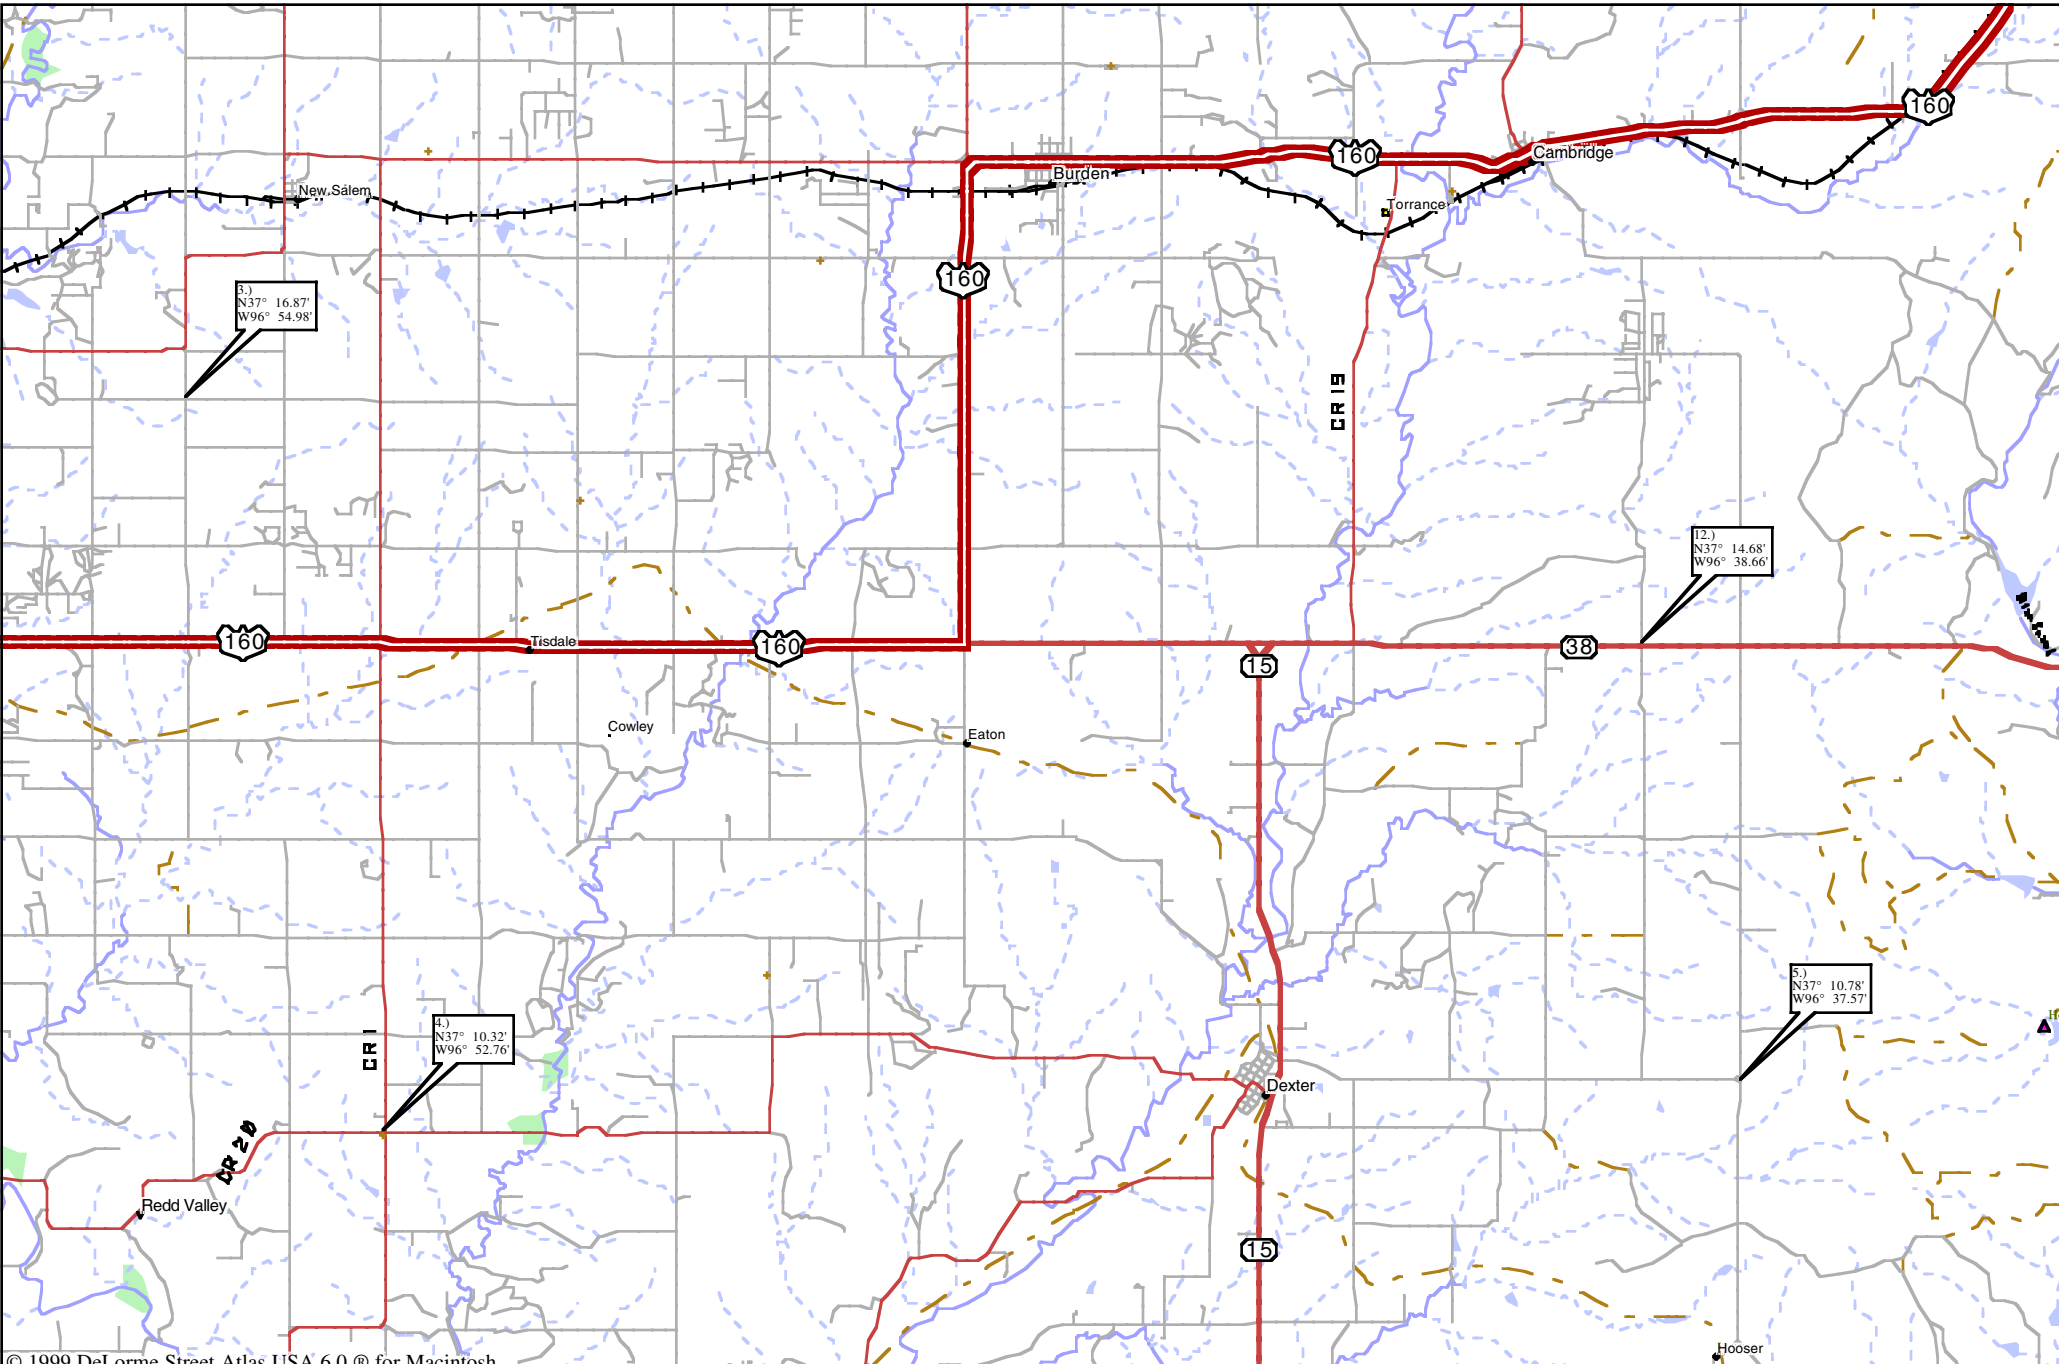 160
160
Cambridge
Burden
New Salem
Torrance
160
3.)
N37° 16.87'
W96° 54.98'
CR 19
12.)
N37° 14.68'
W96° 38.66'
160
Tisdale
160
38
15
Cowley
Eaton
5.)
N37° 10.78'
W96° 37.57'
4.)
N37° 10.32'
W96° 52.76'
CR 1
Dexter
CR 20
Redd Valley
15
Hooser
© 1999 DeLorme Street Atlas USA 6.0 ® for Macintosh